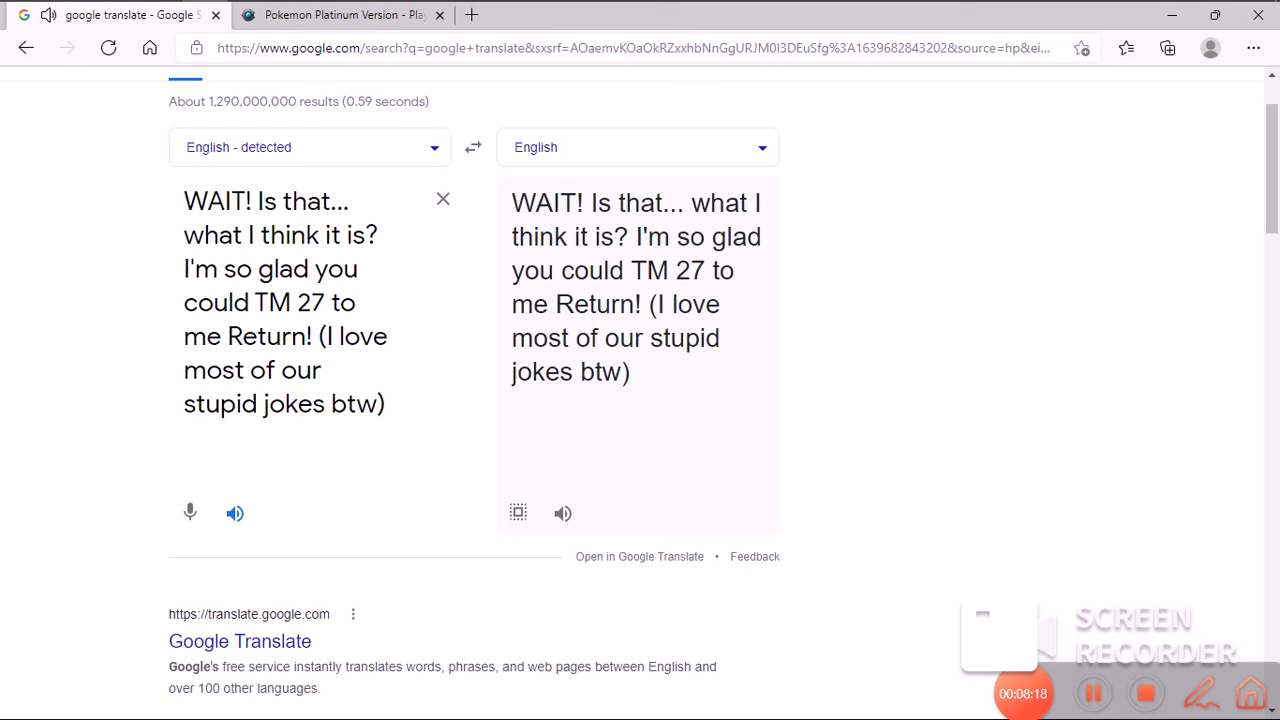 google translate - Google S
Pokemon Platinum Version - Pla
https://www.google.com/search?q=google+translate&sxsrf=AOaemvKOaOkRZxxhbNnGgURJM0I3DEuSfg%3A1639682843202&source=hp&ei...
About 1,290,000,000 results (0.59 seconds)
English - detected
English
WAIT! Is that...
what I think it is?
I'm so glad you
could TM 27 to
me Return! (I love
most of our
stupid jokes btw)
WAIT! Is that... what I
think it is? I'm so glad
you could TM 27 to
me Return! (I love
most of our stupid
jokes btw)
Open in Google Translate • Feedback
https://translate.google.com
Google Translate
Google's free service instantly translates words, phrases, and web pages between English and
over 100 other languages.
SCREEN
RECORDER
00:08:18